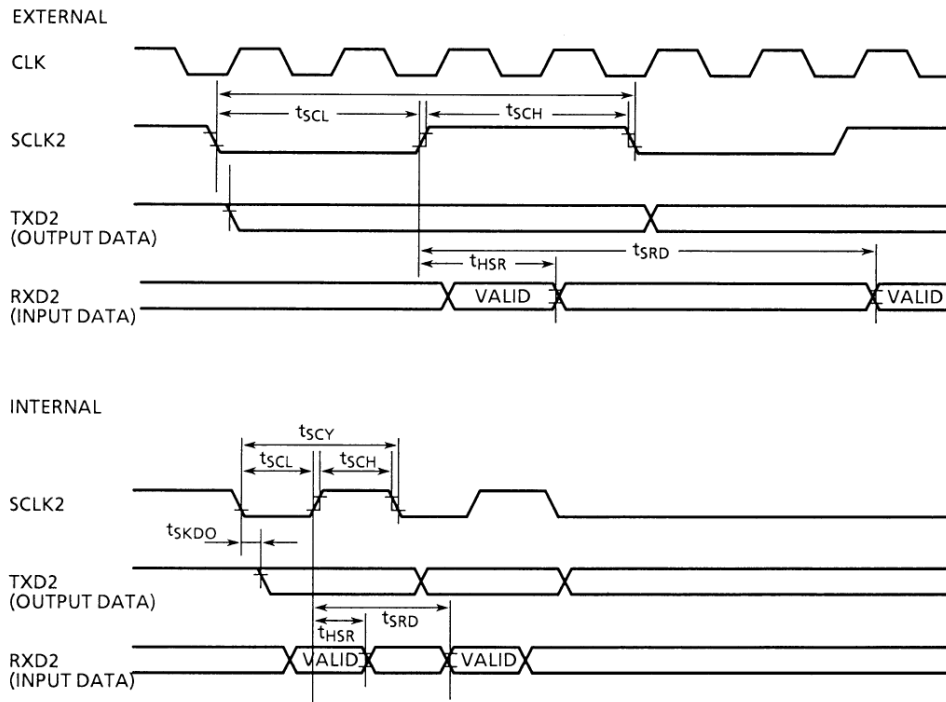 EXTERNAL
CLK
tSCL
tSCH
SCLK2
TXD2
(OUTPUT DATA)
tSRD
tHSR
RXD2
(INPUT DATA)
VALID
VALID
INTERNAL
tSCY
tSCL
tSCH
SCLK2
tSKDO
TXD2
(OUTPUT DATA)
tSRD
tHSR
RXD2
(INPUT DATA)
VALID
VALID